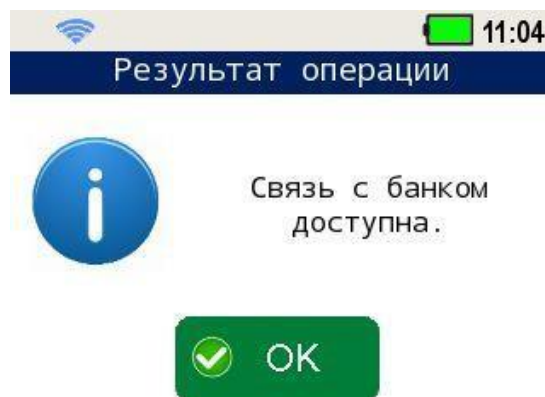 11:04
Результат операции
Связь с банком
доступна.
OK